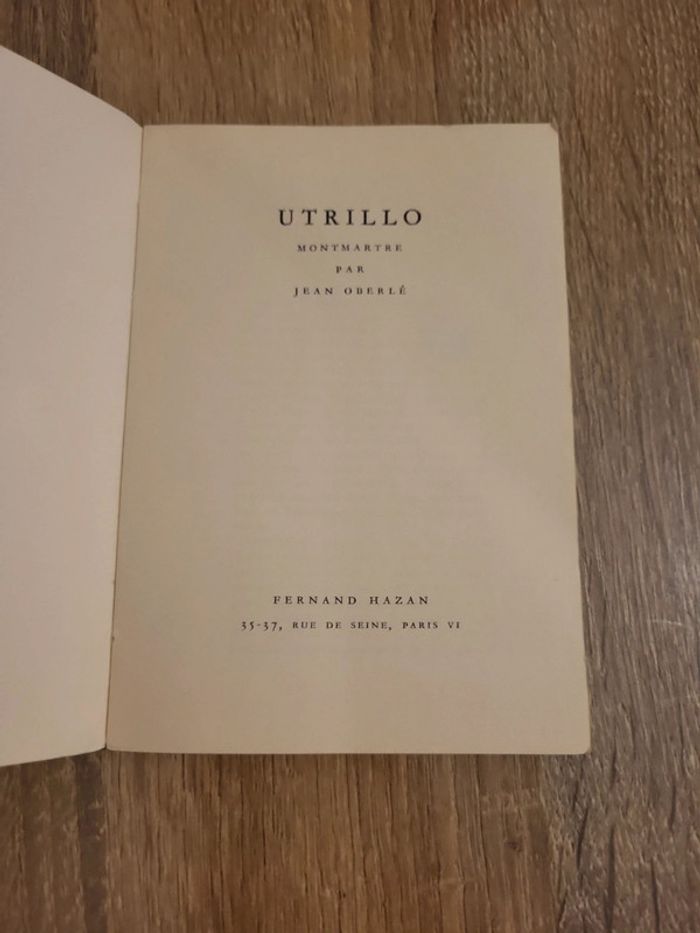 UTRILLO
MONTMARTRE
PAR
JEAN OBERLÉ
FERNAND HAZAN
35-37, RUE DE SEINE, PARIS VI